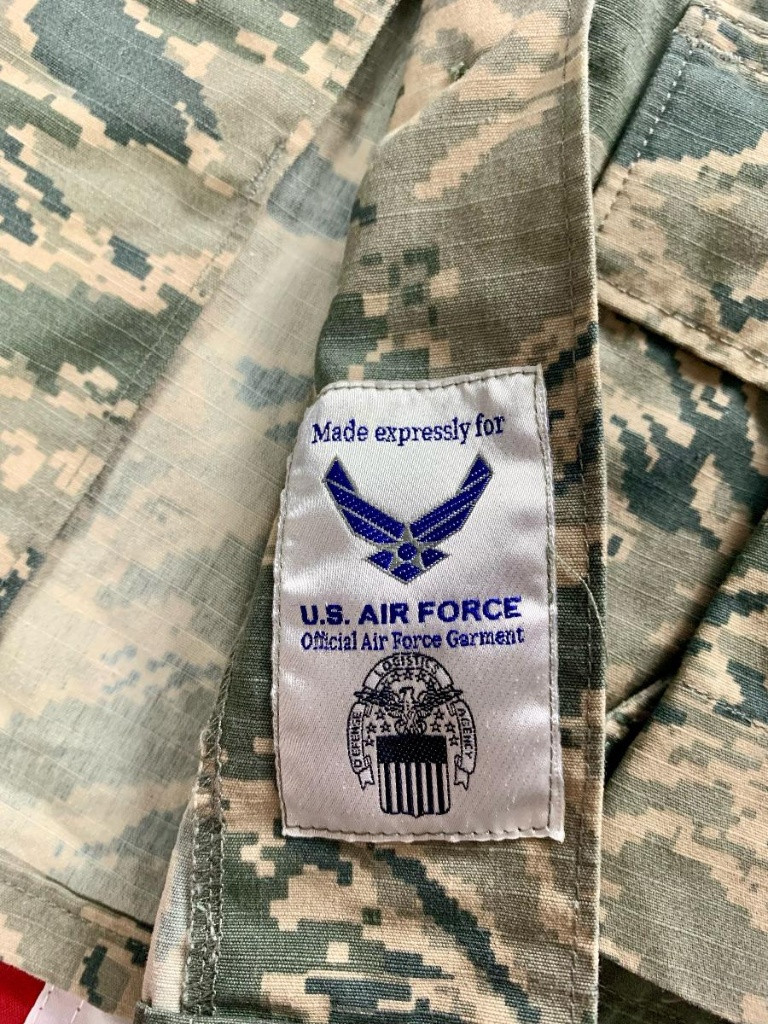 Made expressly for
U.S. AIR FORCE
Official Air Force Garment
DEFENSE LOGISTICS AGENCY